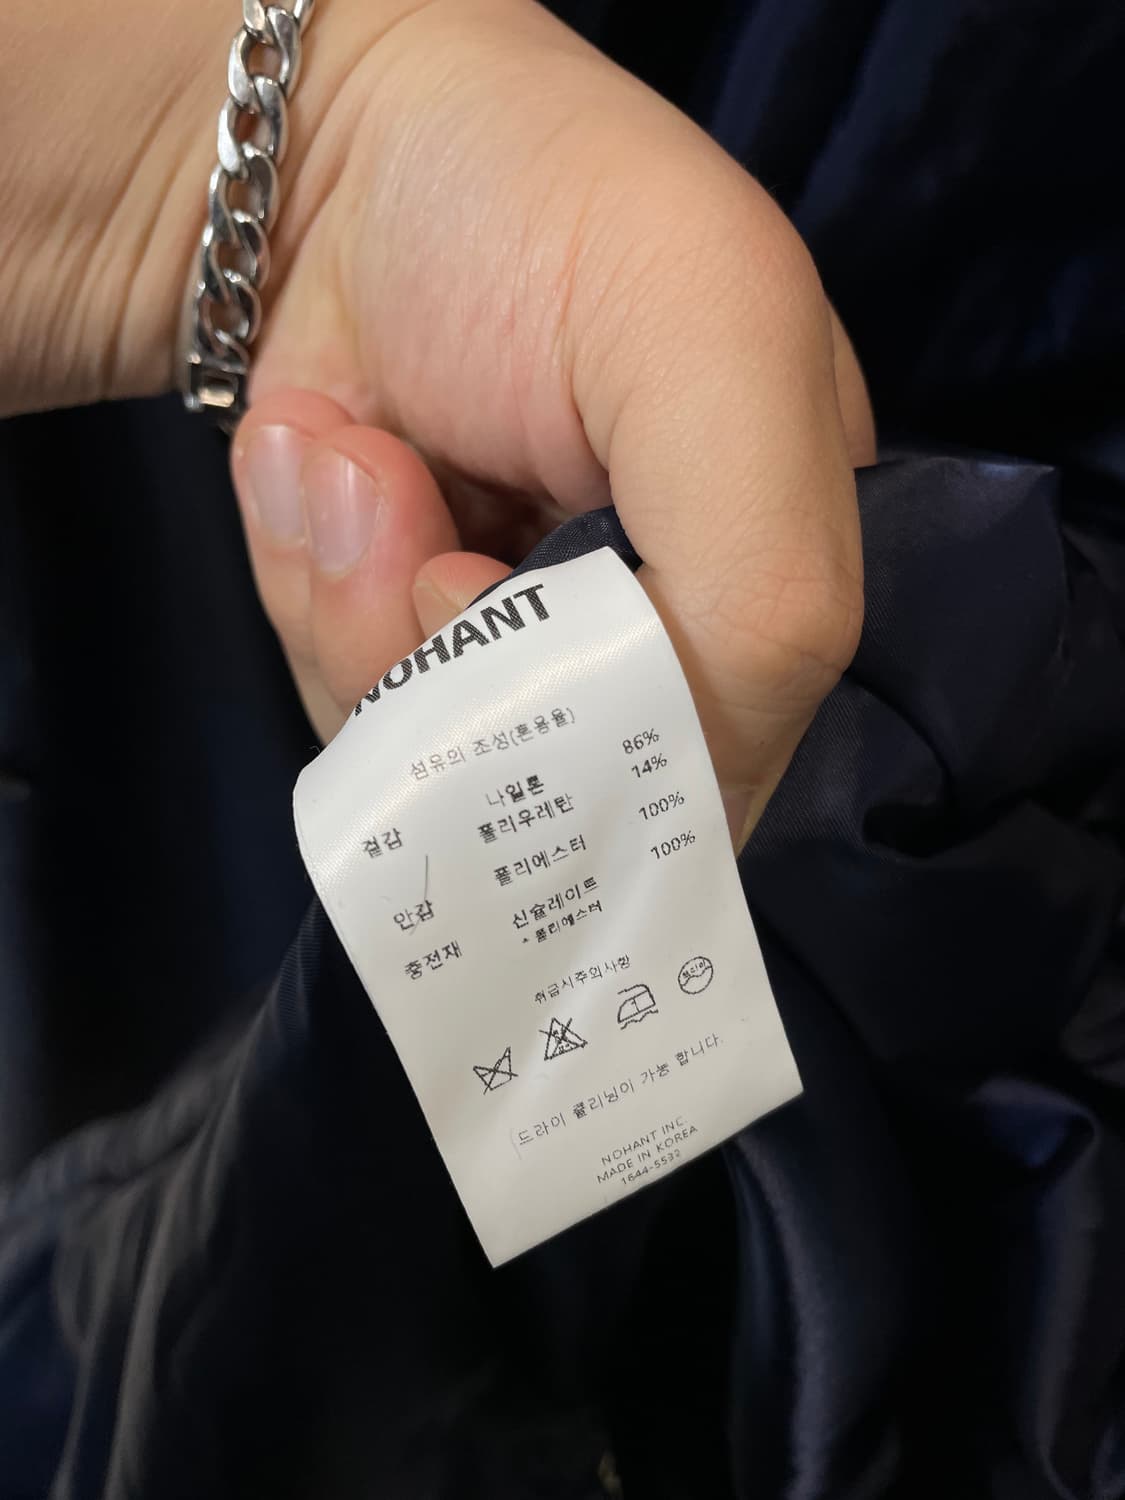 NOHANT
섬유의 조성(혼용율)
겉감 나일론 86%
폴리우레탄 14%
안감 폴리에스터 100%
충전재 신슐레이트 100%
* 폴리에스터
취급시주의사항
드라이 클리닝이 가능 합니다.
NOHANT INC.
MADE IN KOREA
1644-5532